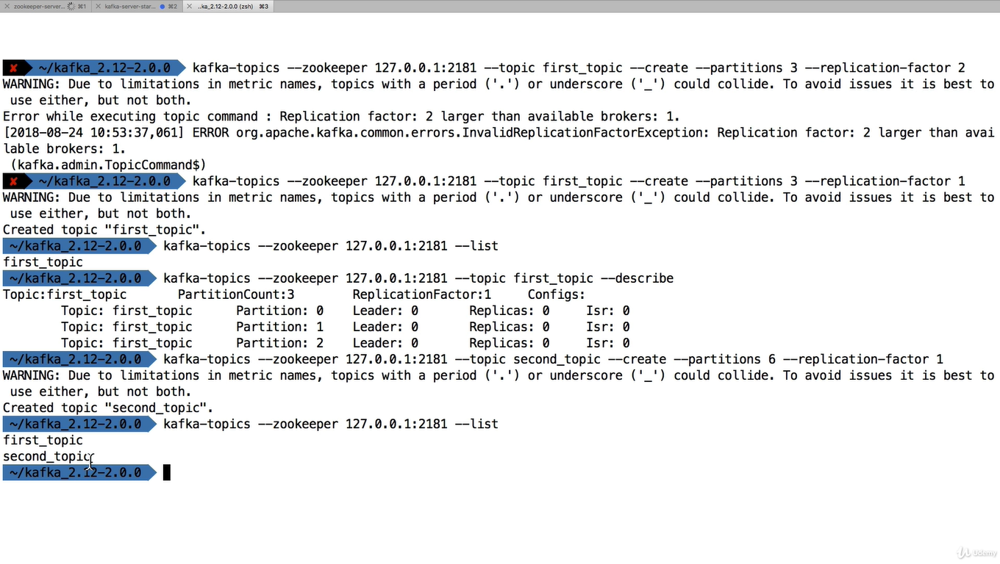 zookeeper-server... ⌘1 kafka-server-star... ⌘2 ..ka_2.12-2.0.0 (zsh) ⌘3
✘ ~/kafka_2.12-2.0.0 kafka-topics --zookeeper 127.0.0.1:2181 --topic first_topic --create --partitions 3 --replication-factor 2
WARNING: Due to limitations in metric names, topics with a period ('.') or underscore ('_') could collide. To avoid issues it is best to
use either, but not both.
Error while executing topic command : Replication factor: 2 larger than available brokers: 1.
[2018-08-24 10:53:37,061] ERROR org.apache.kafka.common.errors.InvalidReplicationFactorException: Replication factor: 2 larger than avai
lable brokers: 1.
(kafka.admin.TopicCommand$)
✘ ~/kafka_2.12-2.0.0 kafka-topics --zookeeper 127.0.0.1:2181 --topic first_topic --create --partitions 3 --replication-factor 1
WARNING: Due to limitations in metric names, topics with a period ('.') or underscore ('_') could collide. To avoid issues it is best to
use either, but not both.
Created topic "first_topic".
~/kafka_2.12-2.0.0 kafka-topics --zookeeper 127.0.0.1:2181 --list
first_topic
~/kafka_2.12-2.0.0 kafka-topics --zookeeper 127.0.0.1:2181 --topic first_topic --describe
Topic:first_topic PartitionCount:3 ReplicationFactor:1 Configs:
Topic: first_topic Partition: 0 Leader: 0 Replicas: 0 Isr: 0
Topic: first_topic Partition: 1 Leader: 0 Replicas: 0 Isr: 0
Topic: first_topic Partition: 2 Leader: 0 Replicas: 0 Isr: 0
~/kafka_2.12-2.0.0 kafka-topics --zookeeper 127.0.0.1:2181 --topic second_topic --create --partitions 6 --replication-factor 1
WARNING: Due to limitations in metric names, topics with a period ('.') or underscore ('_') could collide. To avoid issues it is best to
use either, but not both.
Created topic "second_topic".
~/kafka_2.12-2.0.0 kafka-topics --zookeeper 127.0.0.1:2181 --list
first_topic
second_topic
~/kafka_2.12-2.0.0
Udemy